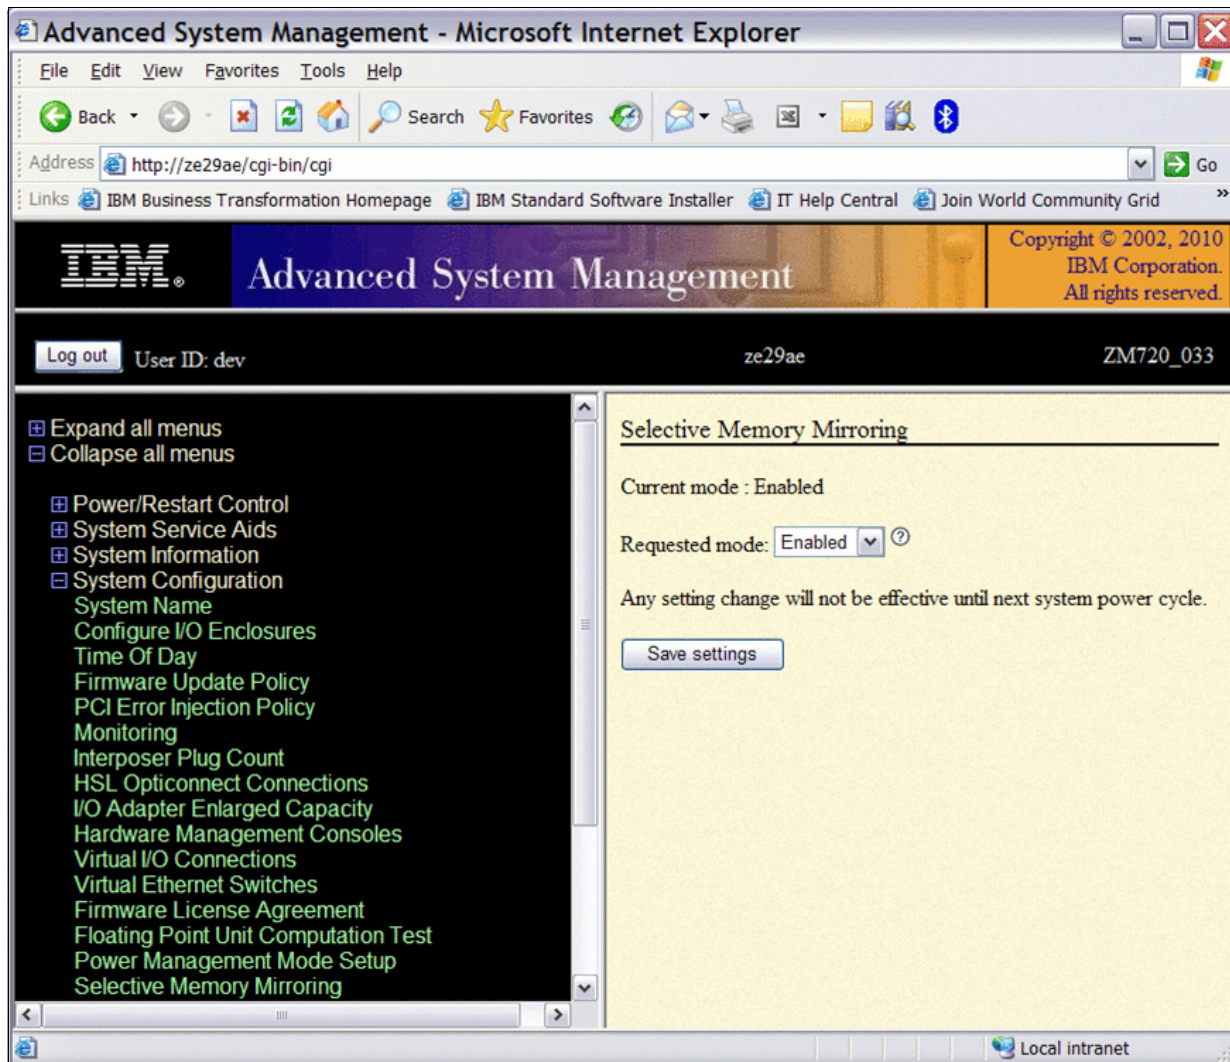 Advanced System Management - Microsoft Internet Explorer
File Edit View Favorites Tools Help
Back Search Favorites
Address http://ze29ae/cgi-bin/cgi Go
Links IBM Business Transformation Homepage IBM Standard Software Installer IT Help Central Join World Community Grid »
IBM® Advanced System Management
Copyright © 2002, 2010
IBM Corporation.
All rights reserved.
Log out User ID: dev ze29ae ZM720_033
Expand all menus
Collapse all menus
Power/Restart Control
System Service Aids
System Information
System Configuration
System Name
Configure I/O Enclosures
Time Of Day
Firmware Update Policy
PCI Error Injection Policy
Monitoring
Interposer Plug Count
HSL Opticonnect Connections
I/O Adapter Enlarged Capacity
Hardware Management Consoles
Virtual I/O Connections
Virtual Ethernet Switches
Firmware License Agreement
Floating Point Unit Computation Test
Power Management Mode Setup
Selective Memory Mirroring
Selective Memory Mirroring
Current mode : Enabled
Requested mode: Enabled ?
Any setting change will not be effective until next system power cycle.
Save settings
Local intranet